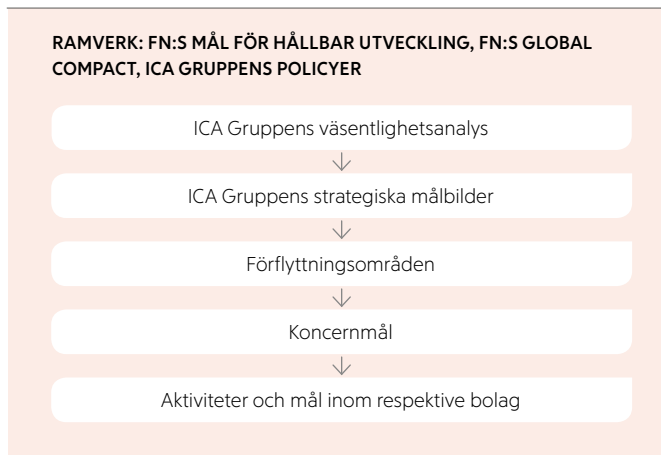 RAMVERK: FN:S MÅL FÖR HÅLLBAR UTVECKLING, FN:S GLOBAL
COMPACT, ICA GRUPPENS POLICYER
ICA Gruppens väsentlighetsanalys
ICA Gruppens strategiska målbilder
Förflyttningsområden
Koncernmål
Aktiviteter och mål inom respektive bolag